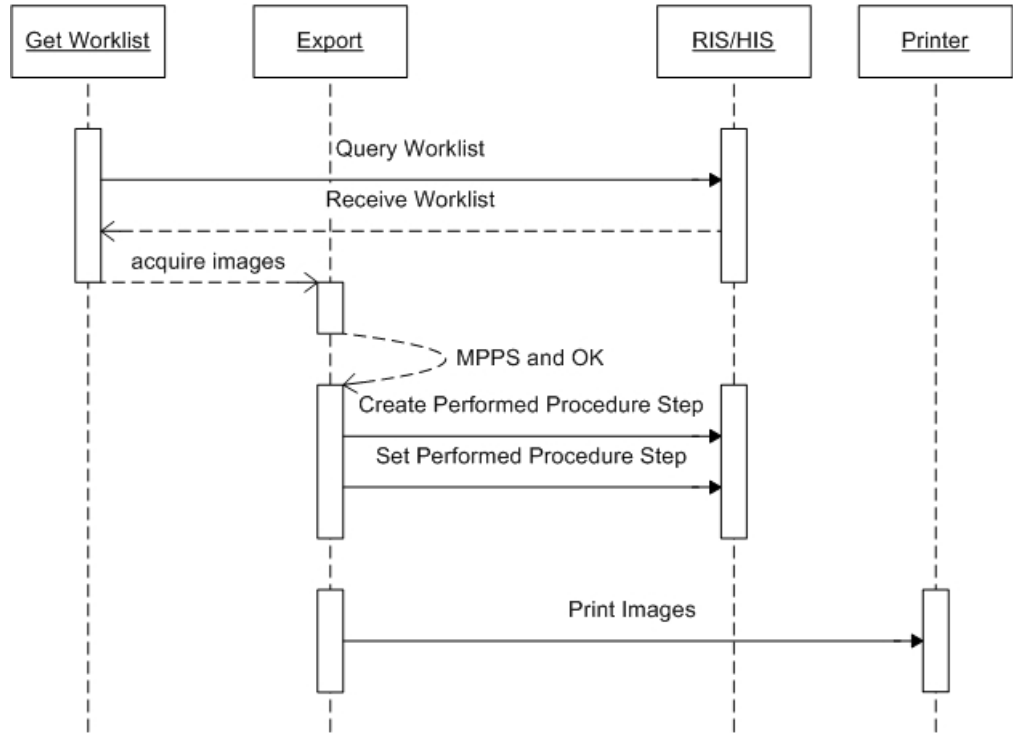 Get Worklist
Export
RIS/HIS
Printer
Query Worklist
Receive Worklist
acquire images
MPPS and OK
Create Performed Procedure Step
Set Performed Procedure Step
Print Images